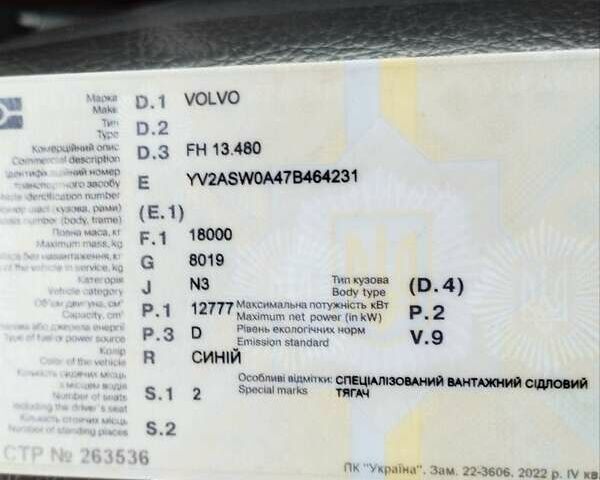 Марка D.1 VOLVO
Make
Тип D.2
Type
Комерційний опис D.3 FH 13.480
Commercial description
номер E YV2ASW0A47B464231
транспортного засобу
identification number
(кузова, рами) (E.1)
number (body, frame)
Повна маса, кг F.1 18000
Maximum mass, kg
без навантаження, кг G 8019
of the vehicle in service, kg
Категорія J N3 Тип кузова (D.4)
Vehicle category Body type
Об'єм двигуна, см³ P.1 12777 Максимальна потужність кВт P.2
Capacity, cm³ Maximum net power (in kW)
або джерела енергії P.3 D Рівень екологічних норм V.9
Type of fuel or power source Emission standard
Колір R СИНІЙ
Color of the vehicle
Кількість сидячих місць S.1 2 Особливі відмітки: СПЕЦІАЛІЗОВАНИЙ ВАНТАЖНИЙ СІДЛОВИЙ
з місцем водія Special marks ТЯГАЧ
Number of seats
including the driver's seat
Кількість стоячих місць S.2
Number of standing places
СТР № 263536
ПК "Україна". Зам. 22-3606. 2022 р. IV кв.